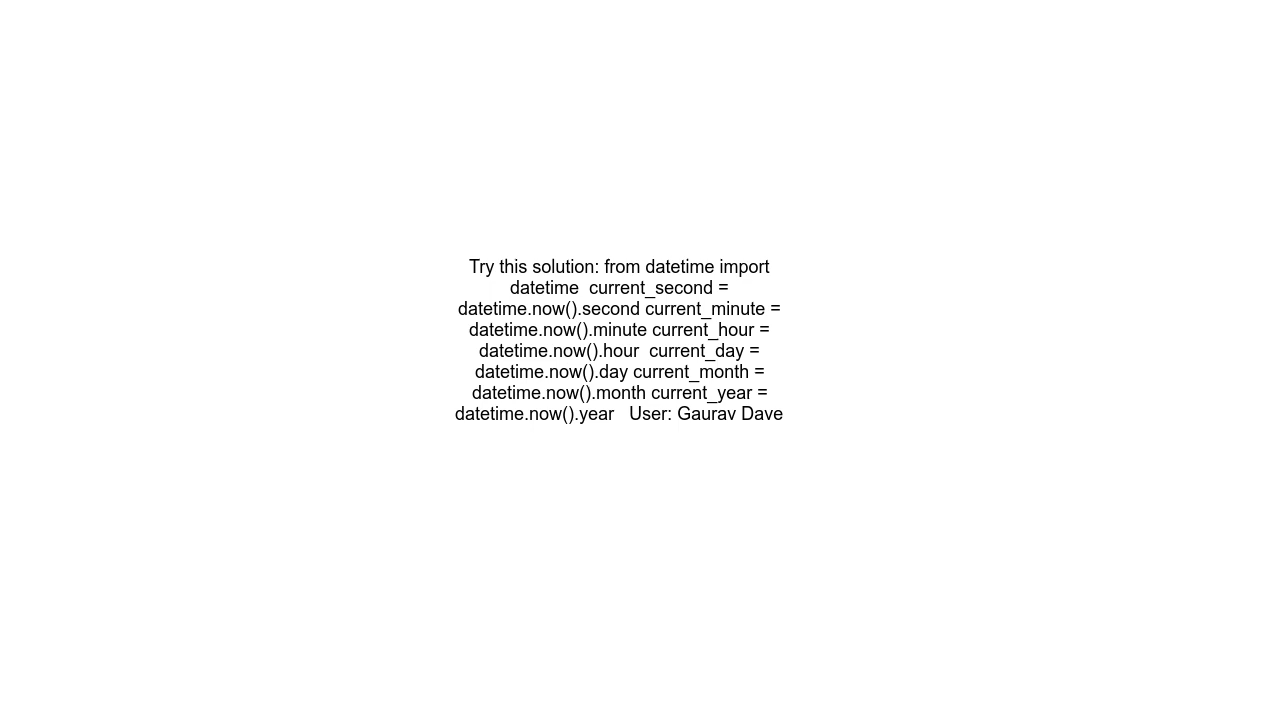 Try this solution: from datetime import
datetime  current_second =
datetime.now().second current_minute =
datetime.now().minute current_hour =
datetime.now().hour  current_day =
datetime.now().day current_month =
datetime.now().month current_year =
datetime.now().year   User: Gaurav Dave